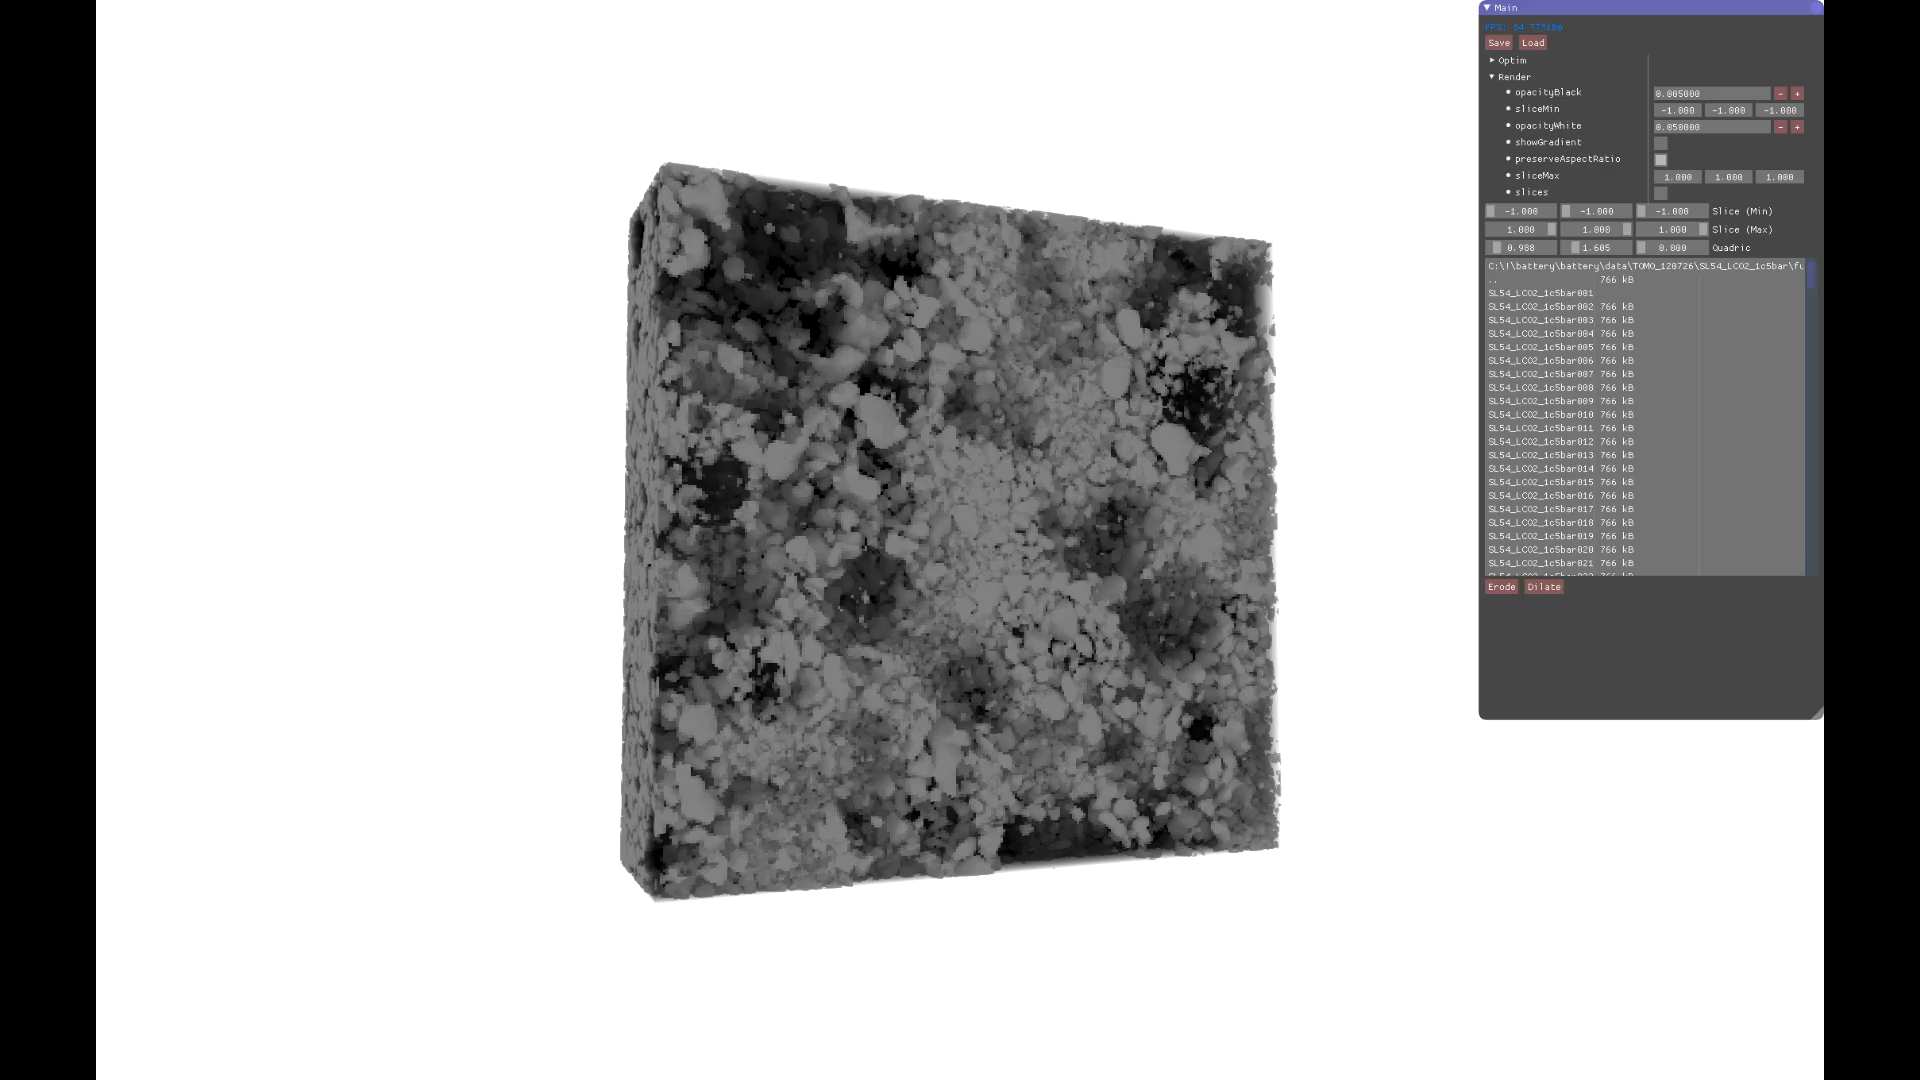 Main
Save Load
Optim
Render
opacityBlack 0.005000 - +
sliceMin -1.000 -1.000 -1.000
opacityWhite 0.050000 - +
showGradient
preserveAspectRatio
sliceMax 1.000 1.000 1.000
slices
-1.000 -1.000 -1.000 Slice (Min)
1.000 1.000 1.000 Slice (Max)
0.988 1.605 0.000 Quadric
C:\!\battery\battery\data\TOMO_120726\SL54_LCO2_1c5bar\fu
.. 766 kB
SL54_LCO2_1c5bar001
SL54_LCO2_1c5bar002 766 kB
SL54_LCO2_1c5bar003 766 kB
SL54_LCO2_1c5bar004 766 kB
SL54_LCO2_1c5bar005 766 kB
SL54_LCO2_1c5bar006 766 kB
SL54_LCO2_1c5bar007 766 kB
SL54_LCO2_1c5bar008 766 kB
SL54_LCO2_1c5bar009 766 kB
SL54_LCO2_1c5bar010 766 kB
SL54_LCO2_1c5bar011 766 kB
SL54_LCO2_1c5bar012 766 kB
SL54_LCO2_1c5bar013 766 kB
SL54_LCO2_1c5bar014 766 kB
SL54_LCO2_1c5bar015 766 kB
SL54_LCO2_1c5bar016 766 kB
SL54_LCO2_1c5bar017 766 kB
SL54_LCO2_1c5bar018 766 kB
SL54_LCO2_1c5bar019 766 kB
SL54_LCO2_1c5bar020 766 kB
SL54_LCO2_1c5bar021 766 kB
Erode Dilate